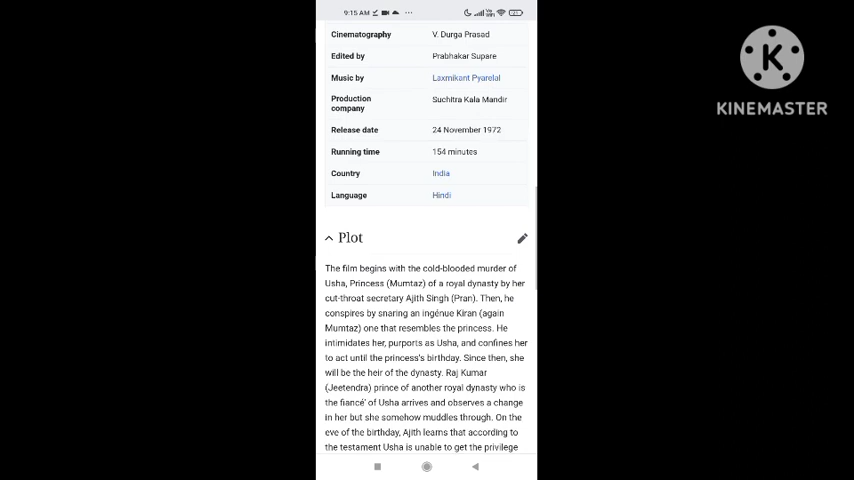 9:15 AM
KINEMASTER
Cinematography V. Durga Prasad
Edited by Prabhakar Supare
Music by Laxmikant Pyarelal
Production company Suchitra Kala Mandir
Release date 24 November 1972
Running time 154 minutes
Country India
Language Hindi
Plot
The film begins with the cold-blooded murder of
Usha, Princess (Mumtaz) of a royal dynasty by her
cut-throat secretary Ajith Singh (Pran). Then, he
conspires by snaring an ingénue Kiran (again
Mumtaz) one that resembles the princess. He
intimidates her, purports as Usha, and confines her
to act until the princess's birthday. Since then, she
will be the heir of the dynasty. Raj Kumar
(Jeetendra) prince of another royal dynasty who is
the fiancé' of Usha arrives and observes a change
in her but she somehow muddles through. On the
eve of the birthday, Ajith learns that according to
the testament Usha is unable to get the privilege